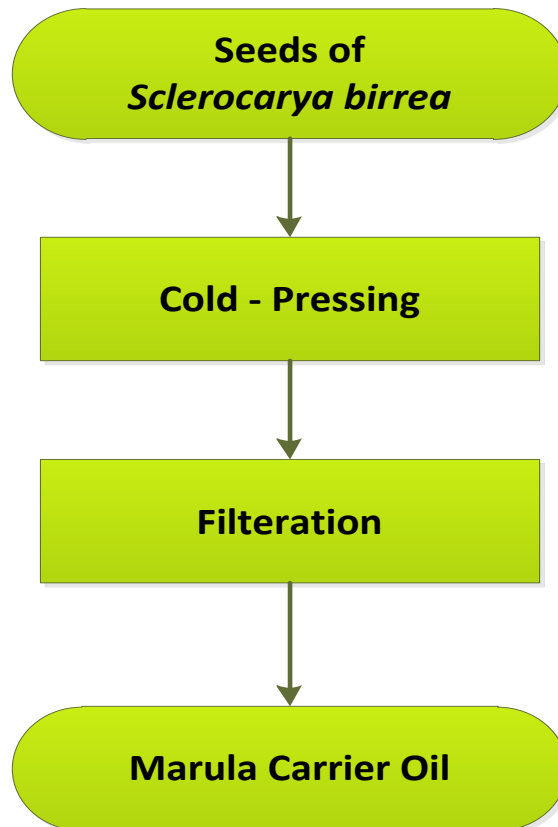 Seeds of
Sclerocarya birrea
Cold - Pressing
Filteration
Marula Carrier Oil